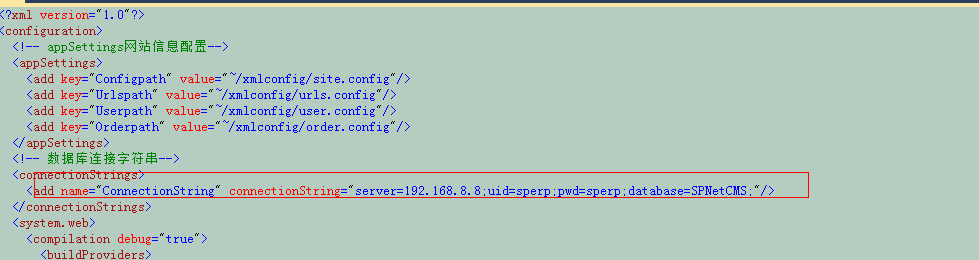 <?xml version="1.0"?>
<configuration>
<!-- appSettings网站信息配置-->
<appSettings>
<add key="Configpath" value="~/xmlconfig/site.config"/>
<add key="Urlspath" value="~/xmlconfig/urls.config"/>
<add key="Userpath" value="~/xmlconfig/user.config"/>
<add key="Orderpath" value="~/xmlconfig/order.config"/>
</appSettings>
<!-- 数据库连接字符串-->
<connectionStrings>
<add name="ConnectionString" connectionString="server=192.168.8.8;uid=sperp;pwd=sperp;database=SPNetCMS;"/>
</connectionStrings>
<system.web>
<compilation debug="true">
<buildProviders>